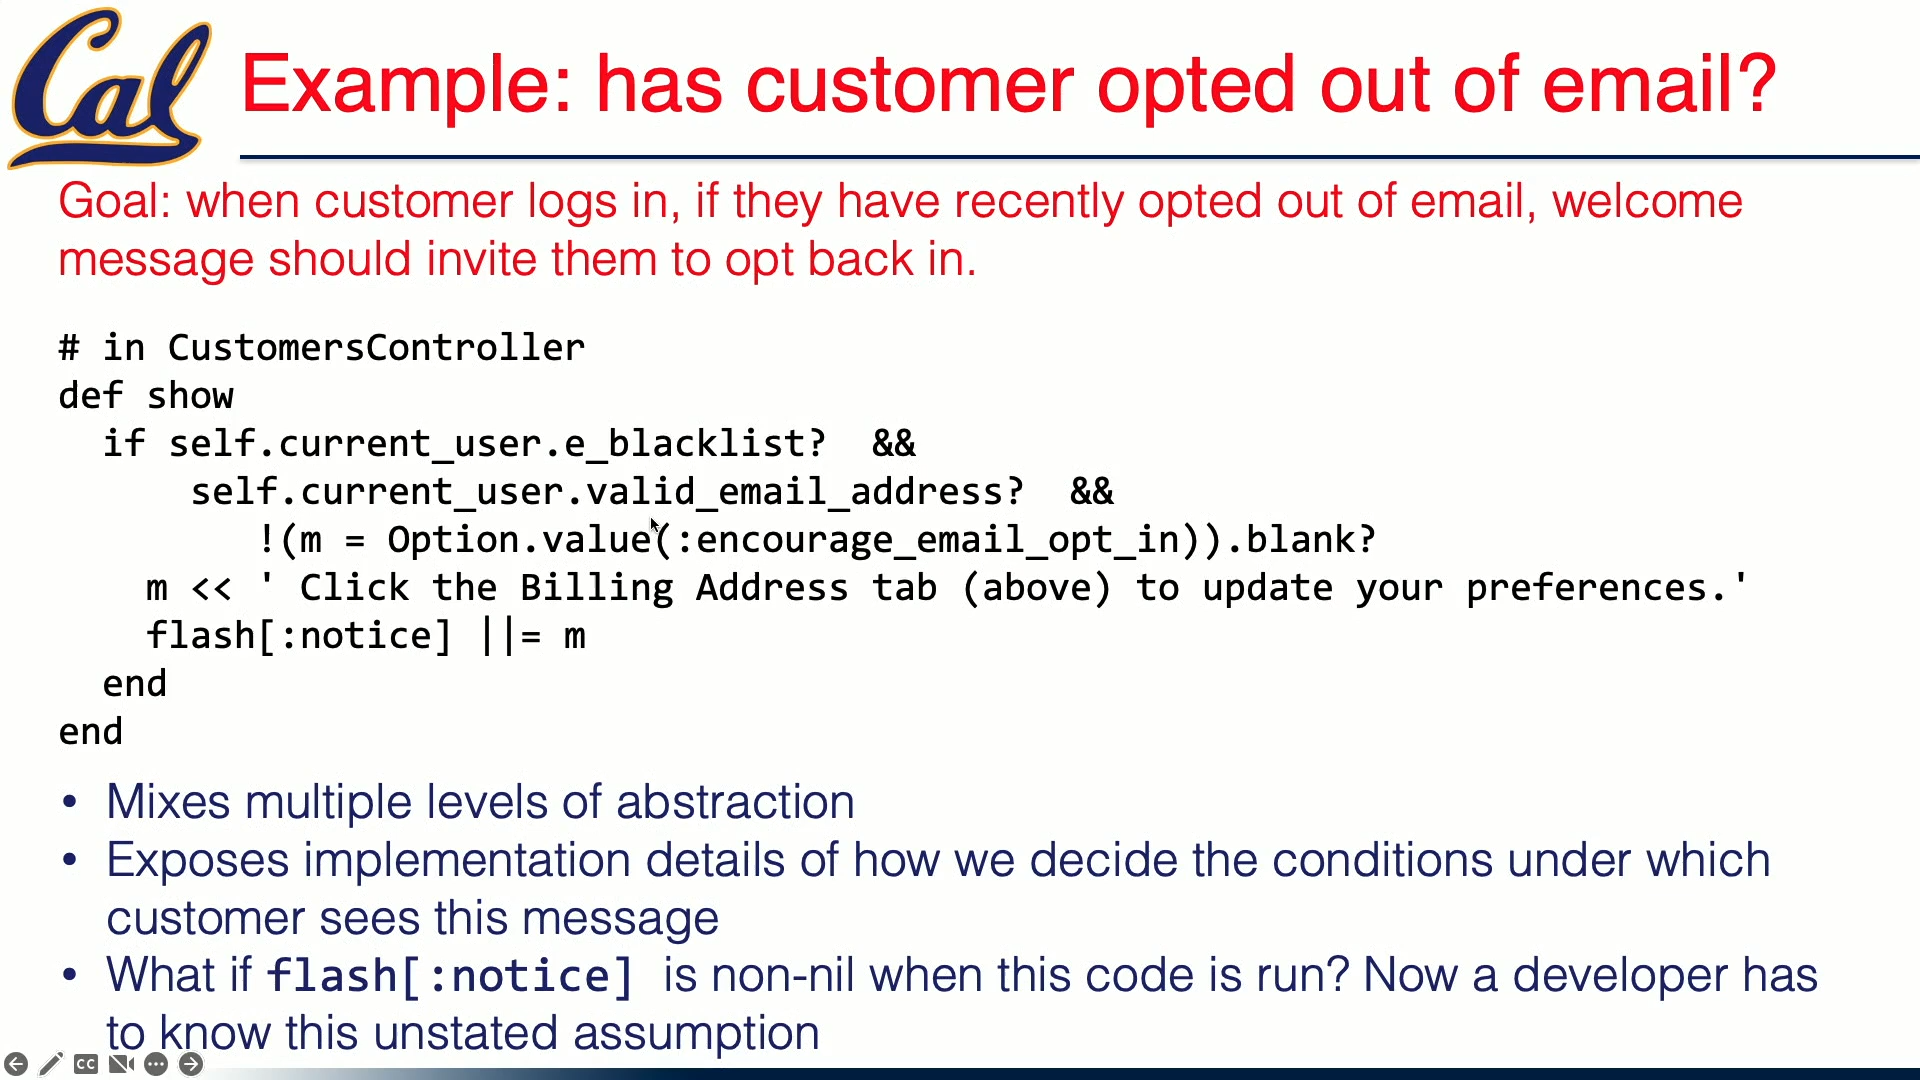 Cal
Example: has customer opted out of email?
Goal: when customer logs in, if they have recently opted out of email, welcome
message should invite them to opt back in.
# in CustomersController
def show
  if self.current_user.e_blacklist?  &&
      self.current_user.valid_email_address?  &&
         !(m = Option.value(:encourage_email_opt_in)).blank?
    m << ' Click the Billing Address tab (above) to update your preferences.'
    flash[:notice] ||= m
  end
end
• Mixes multiple levels of abstraction
• Exposes implementation details of how we decide the conditions under which
customer sees this message
• What if flash[:notice] is non-nil when this code is run? Now a developer has
to know this unstated assumption
CC